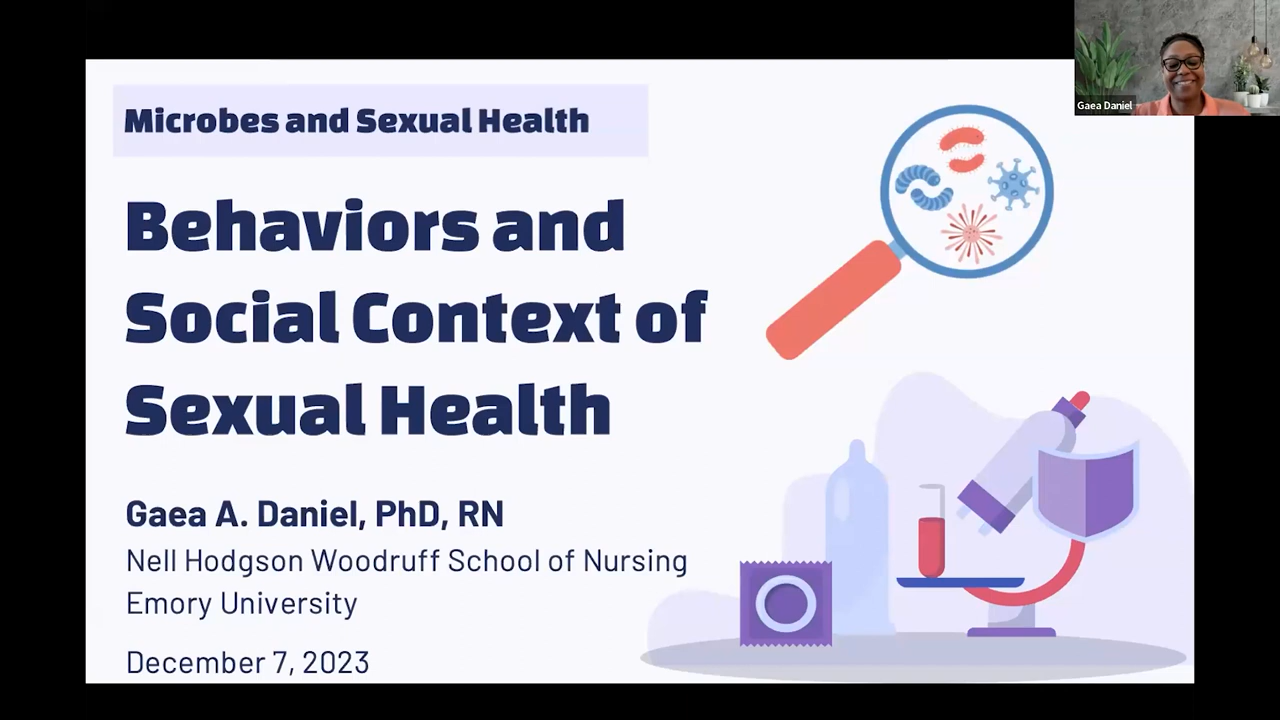 Gaea Daniel
Microbes and Sexual Health
Behaviors and
Social Context of
Sexual Health
Gaea A. Daniel, PhD, RN
Nell Hodgson Woodruff School of Nursing
Emory University
December 7, 2023